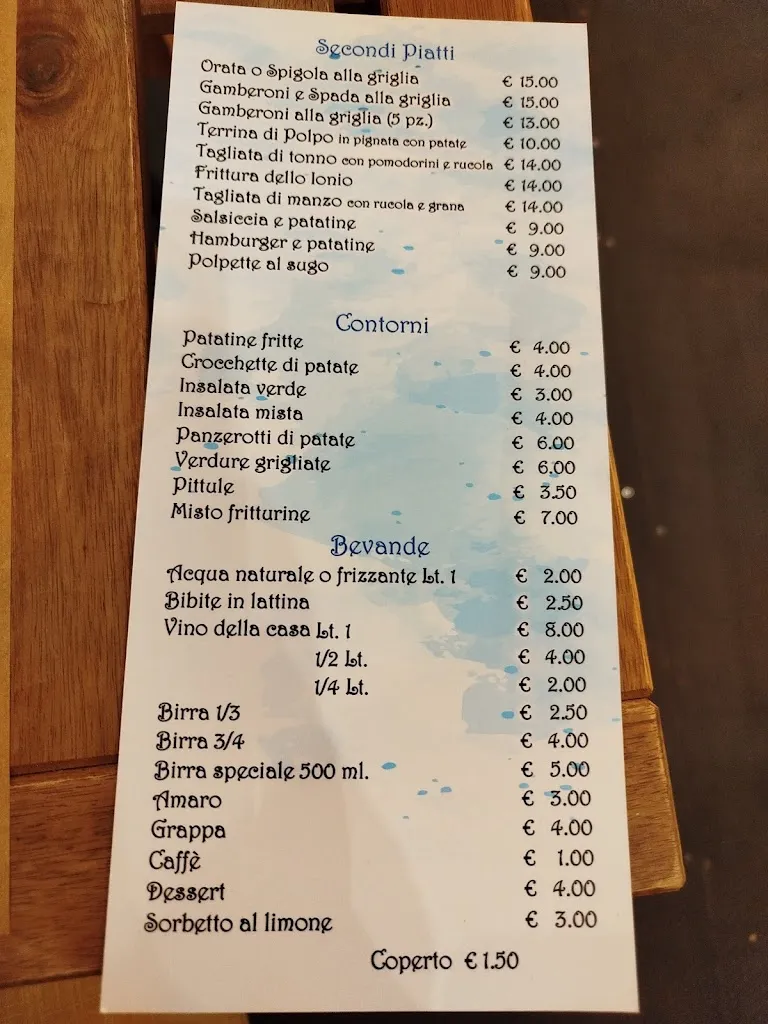 Secondi Piatti
Orata o Spigola alla griglia € 15.00
Gamberoni e Spada alla griglia € 15.00
Gamberoni alla griglia (5 pz.) € 13.00
Terrina di Polpo in pignata con patate € 10.00
Tagliata di tonno con pomodorini e rucola € 14.00
Frittura dello Ionio € 14.00
Tagliata di manzo con rucola e grana € 14.00
Salsiccia e patatine € 9.00
Hamburger e patatine € 9.00
Polpette al sugo € 9.00
Contorni
Patatine fritte € 4.00
Crocchette di patate € 4.00
Insalata verde € 3.00
Insalata mista € 4.00
Panzerotti di patate € 6.00
Verdure grigliate € 6.00
Pittule € 3.50
Misto fritturine € 7.00
Bevande
Acqua naturale o frizzante Lt. 1 € 2.00
Bibite in lattina € 2.50
Vino della casa Lt. 1 € 8.00
1/2 Lt. € 4.00
1/4 Lt. € 2.00
Birra 1/3 € 2.50
Birra 3/4 € 4.00
Birra speciale 500 ml. € 5.00
Amaro € 3.00
Grappa € 4.00
Caffè € 1.00
Dessert € 4.00
Sorbetto al limone € 3.00
Coperto € 1.50